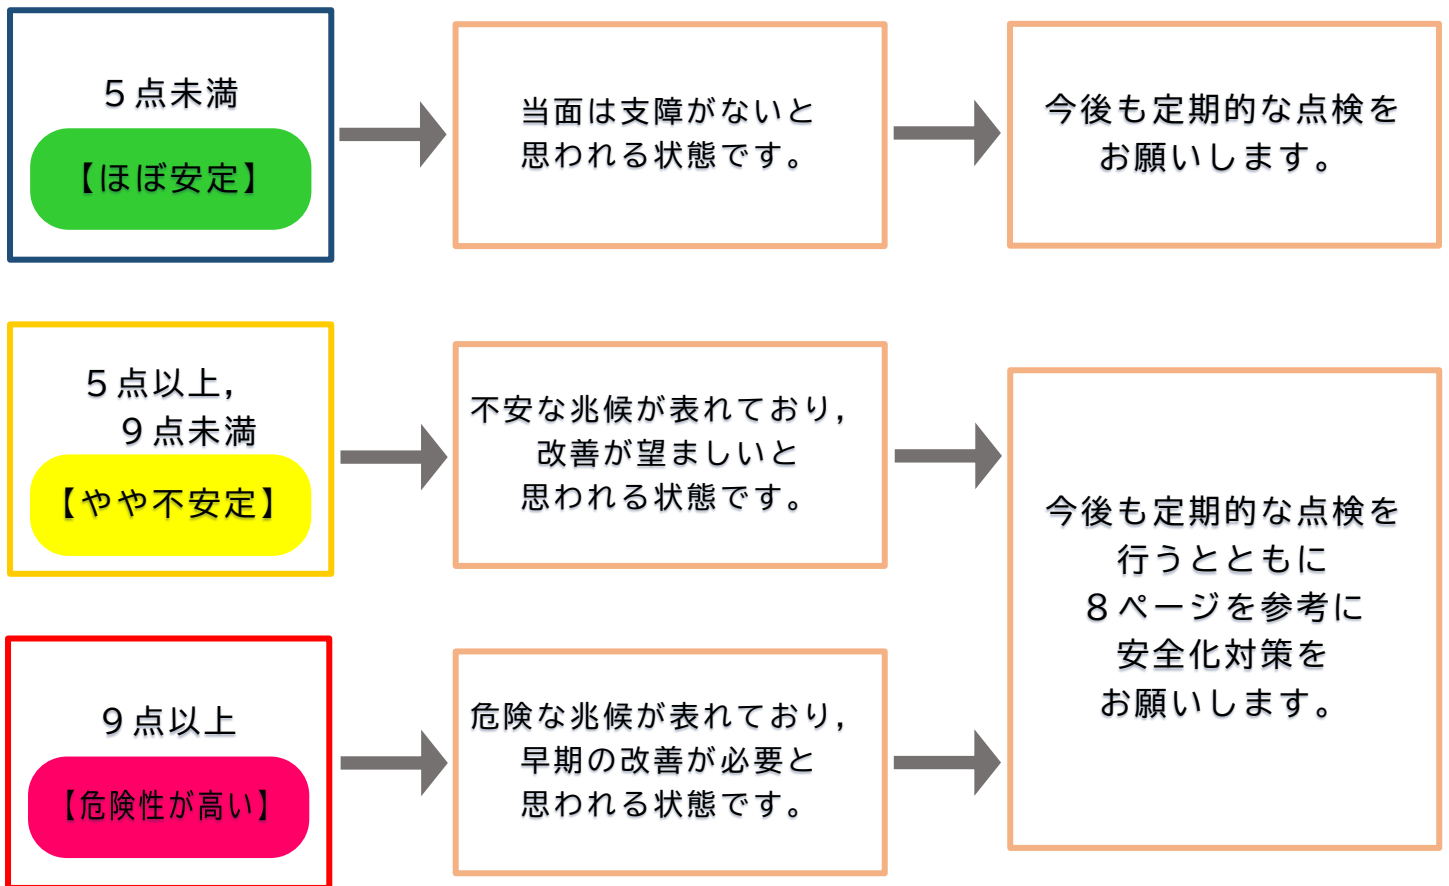 ５点未満
【ほぼ安定】
当面は支障がないと
思われる状態です。
今後も定期的な点検を
お願いします。
５点以上，
９点未満
【やや不安定】
不安な兆候が表れており，
改善が望ましいと
思われる状態です。
９点以上
【危険性が高い】
危険な兆候が表れており，
早期の改善が必要と
思われる状態です。
今後も定期的な点検を
行うとともに
８ページを参考に
安全化対策を
お願いします。